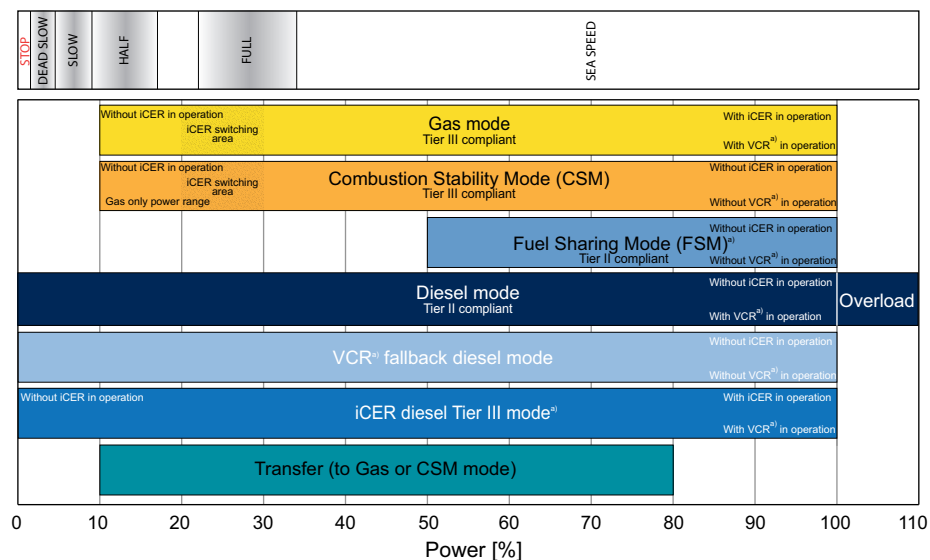 STOP
DEAD SLOW
SLOW
HALF
FULL
SEA SPEED
Without iCER in operation
iCER switching
area
Gas mode
Tier III compliant
With iCER in operation
With VCRa) in operation
Without iCER in operation
iCER switching
area
Gas only power range
Combustion Stability Mode (CSM)
Tier III compliant
With iCER in operation
Without VCRa) in operation
Fuel Sharing Mode (FSM)a)
Tier II compliant
Without iCER in operation
Without VCRa) in operation
Diesel mode
Tier II compliant
Without iCER in operation
With VCRa) in operation
Overload
VCRa) fallback diesel mode
Without iCER in operation
Without VCRa) in operation
Without iCER in operation
iCER diesel Tier III modea)
With iCER in operation
With VCRa) in operation
Transfer (to Gas or CSM mode)
0 10 20 30 40 50 60 70 80 90 100 110
Power [%]